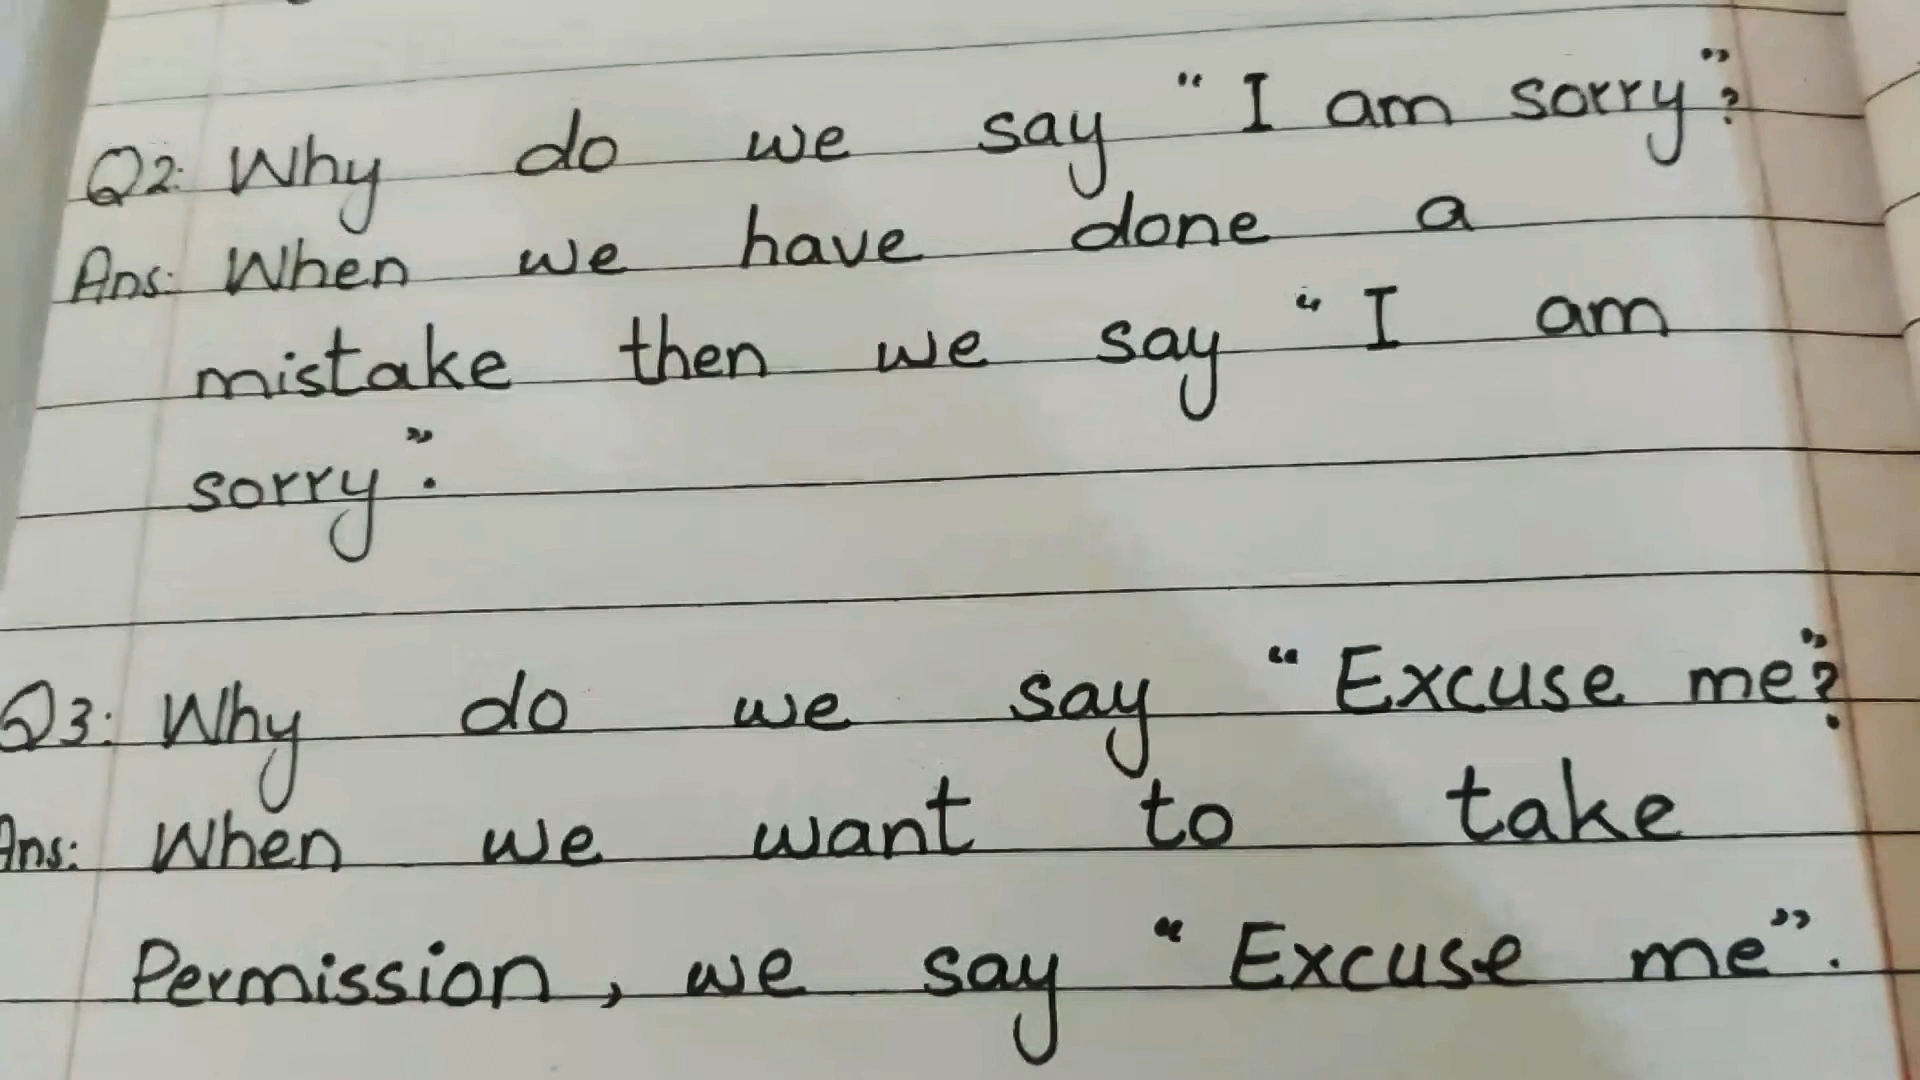 Q2: Why do we say "I am sorry"?
Ans: When we have done a
mistake then we say "I am
sorry".
Q3: Why do we say "Excuse me"?
Ans: When we want to take
Permission, we say "Excuse me".